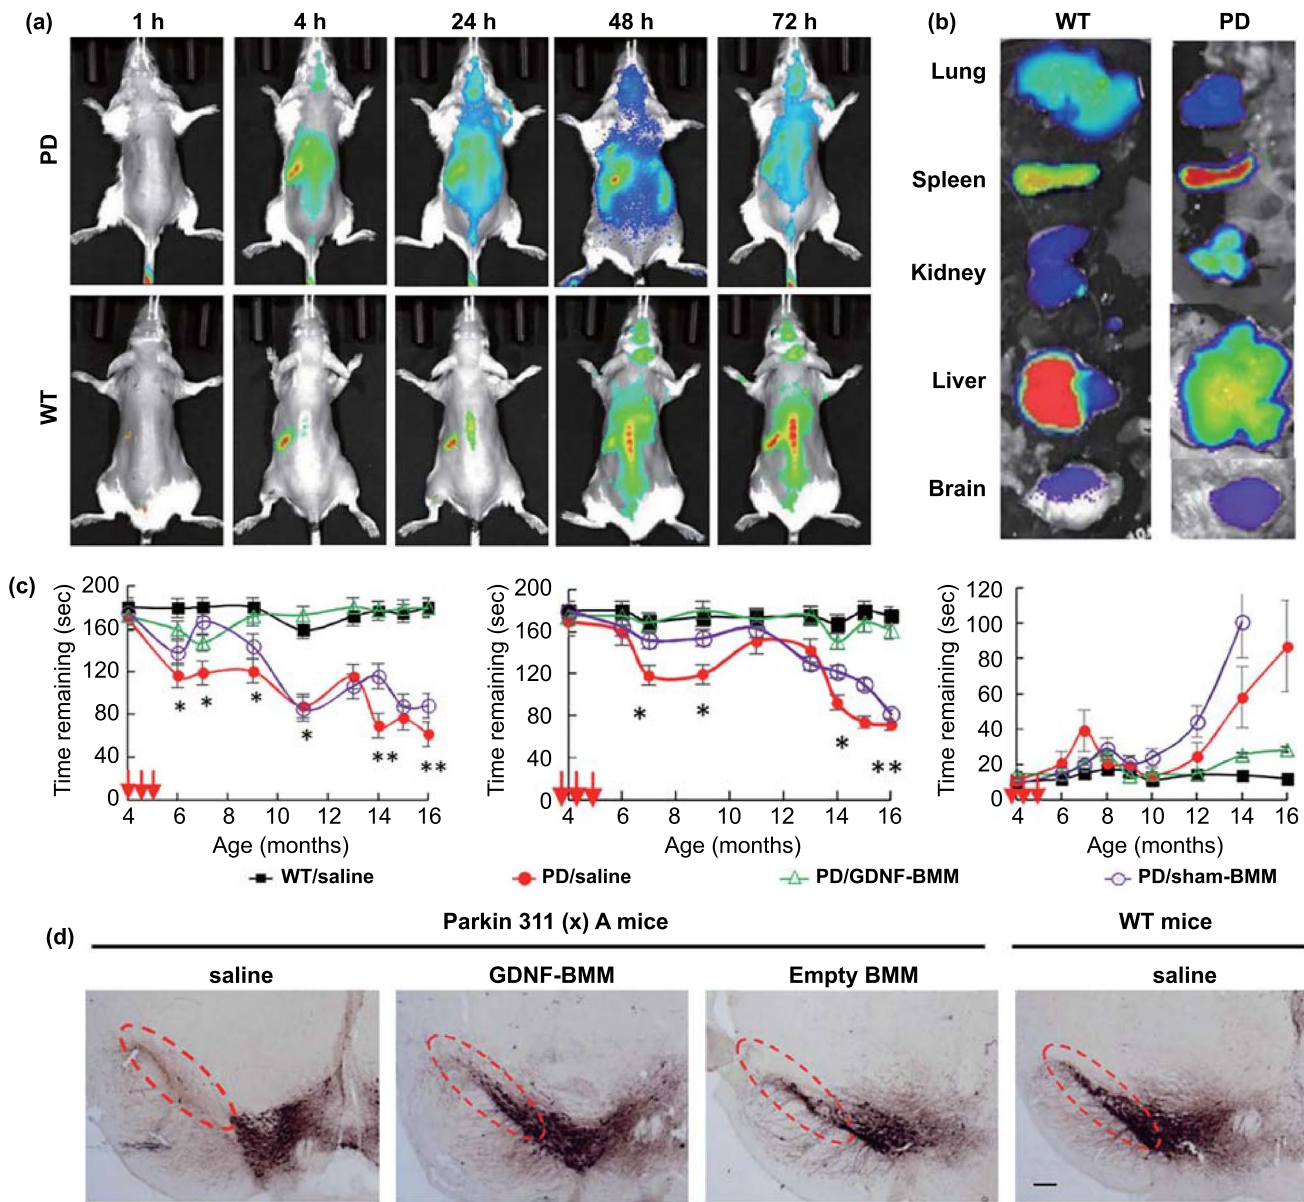 (a) 1 h 4 h 24 h 48 h 72 h
PD
WT
(b) WT PD
Lung
Spleen
Kidney
Liver
Brain
(c)
Time remaining (sec)
200
160
120
80
40
0
* * * * ** **
4 6 8 10 12 14 16
Age (months)
Time remaining (sec)
200
160
120
80
40
0
* * * **
4 6 8 10 12 14 16
Age (months)
Time remaining (sec)
120
100
80
60
40
20
0
4 6 8 10 12 14 16
Age (months)
WT/saline PD/saline PD/GDNF-BMM PD/sham-BMM
(d) Parkin 311 (x) A mice WT mice
saline GDNF-BMM Empty BMM saline